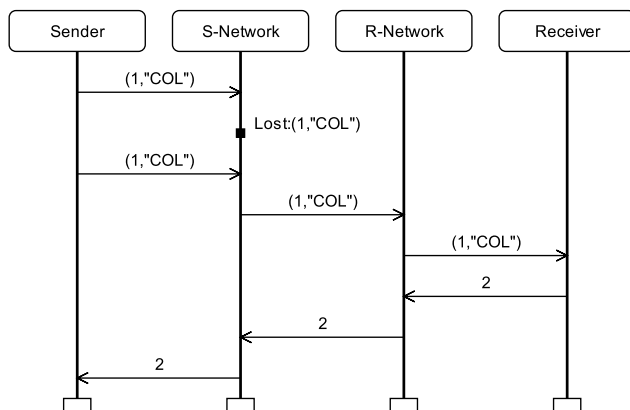 Sender
S-Network
R-Network
Receiver
(1,"COL")
Lost:(1,"COL")
(1,"COL")
(1,"COL")
(1,"COL")
2
2
2